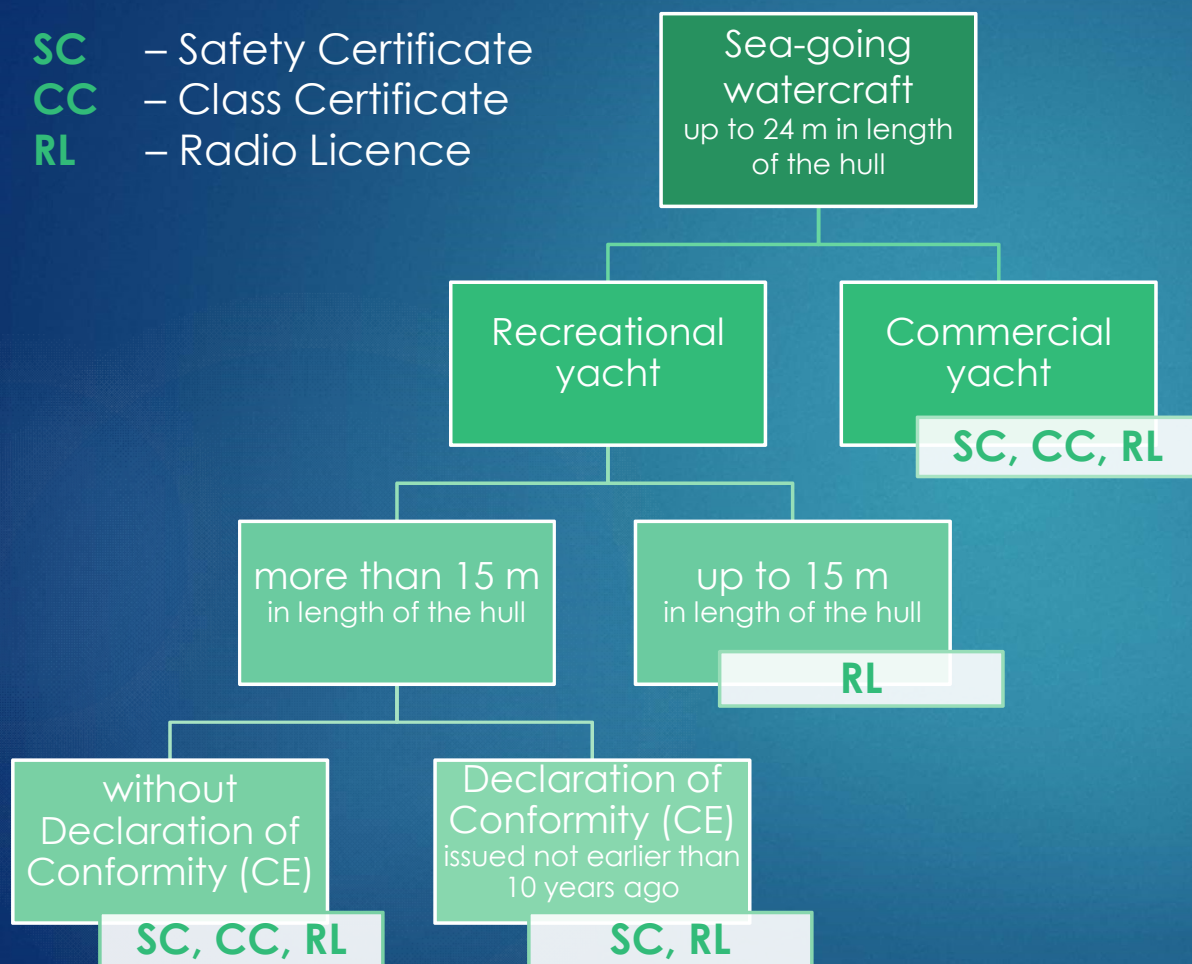 SC – Safety Certificate
CC – Class Certificate
RL – Radio Licence
Sea-going
watercraft
up to 24 m in length
of the hull
Recreational
yacht
Commercial
yacht
SC, CC, RL
more than 15 m
in length of the hull
up to 15 m
in length of the hull
RL
without
Declaration of
Conformity (CE)
SC, CC, RL
Declaration of
Conformity (CE)
issued not earlier than
10 years ago
SC, RL